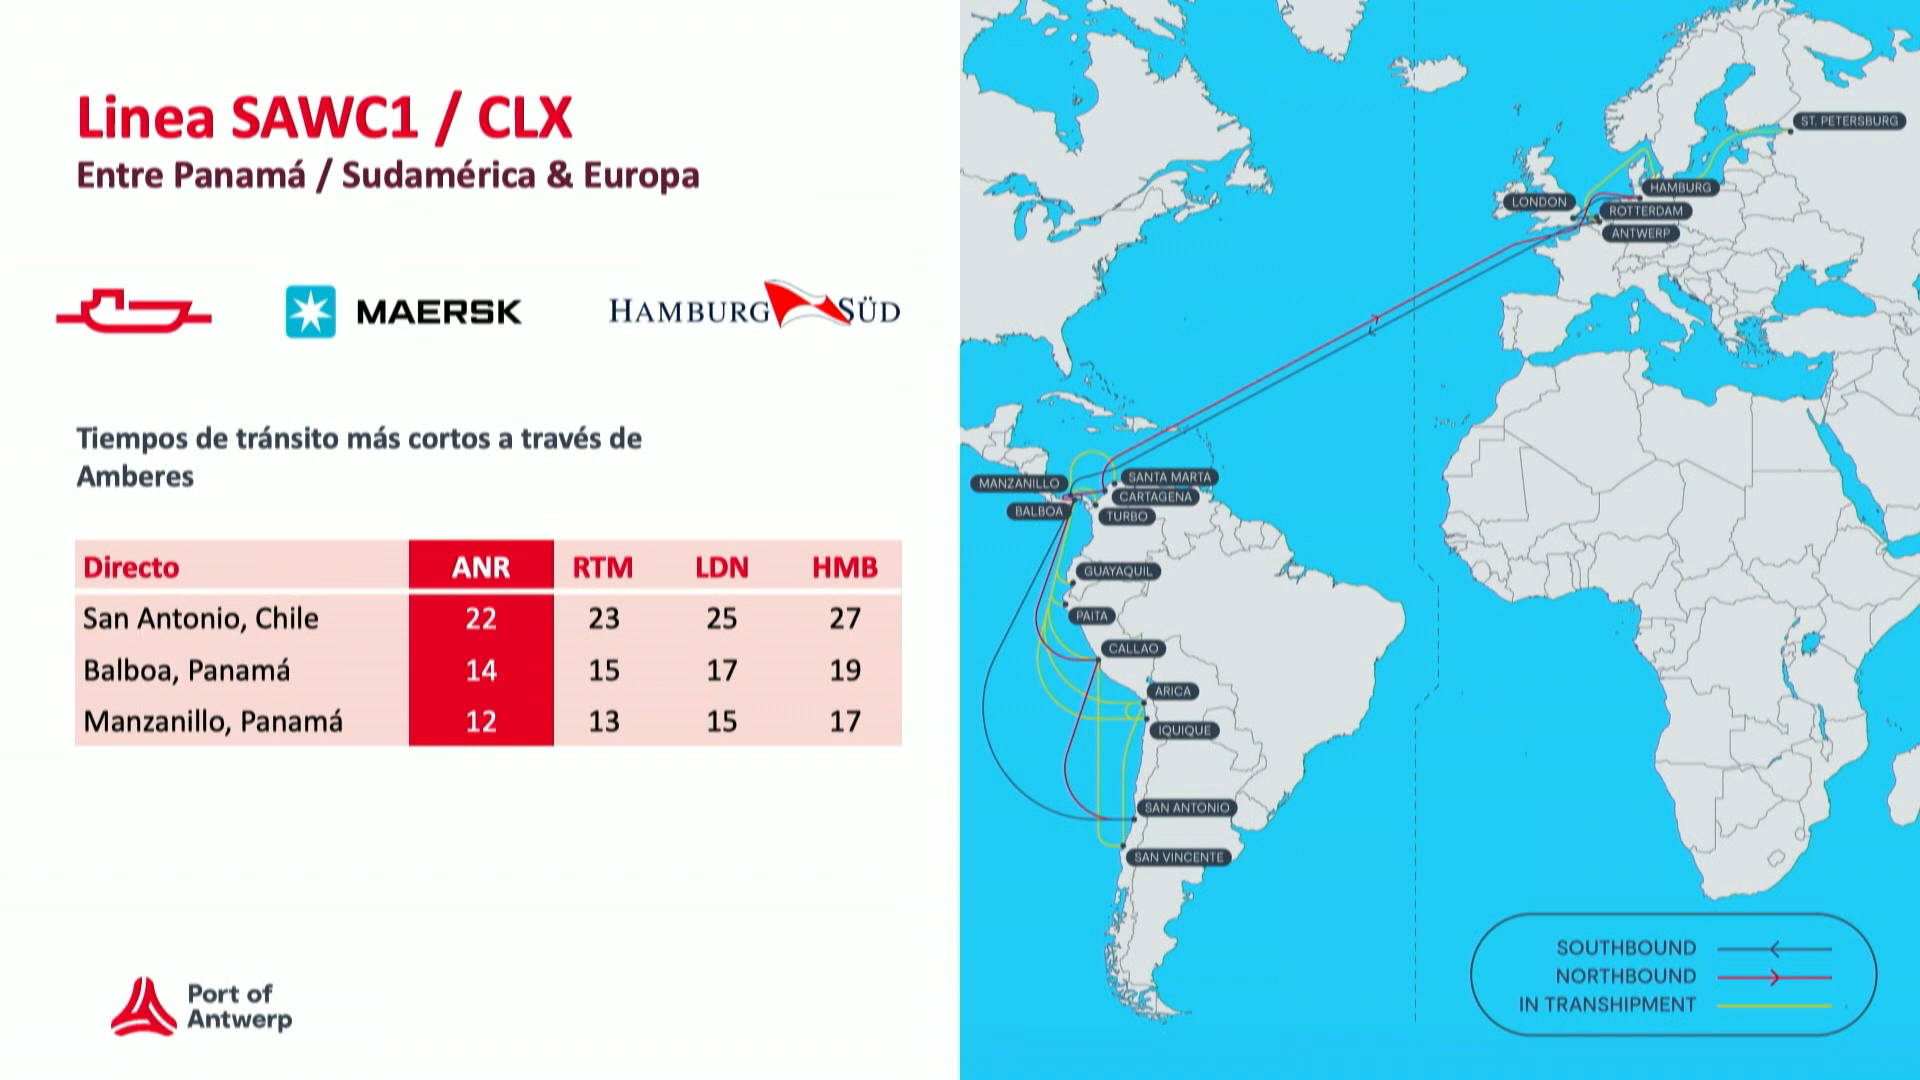 Linea SAWC1 / CLX
Entre Panamá / Sudamérica & Europa
MAERSK
HAMBURG SÜD
Tiempos de tránsito más cortos a través de
Amberes
Directo ANR RTM LDN HMB
San Antonio, Chile 22 23 25 27
Balboa, Panamá 14 15 17 19
Manzanillo, Panamá 12 13 15 17
Port of
Antwerp
ST. PETERSBURG
HAMBURG
LONDON
ROTTERDAM
ANTWERP
SANTA MARTA
MANZANILLO
CARTAGENA
BALBOA
TURBO
GUAYAQUIL
PAITA
CALLAO
ARICA
IQUIQUE
SAN ANTONIO
SAN VINCENTE
SOUTHBOUND
NORTHBOUND
IN TRANSHIPMENT